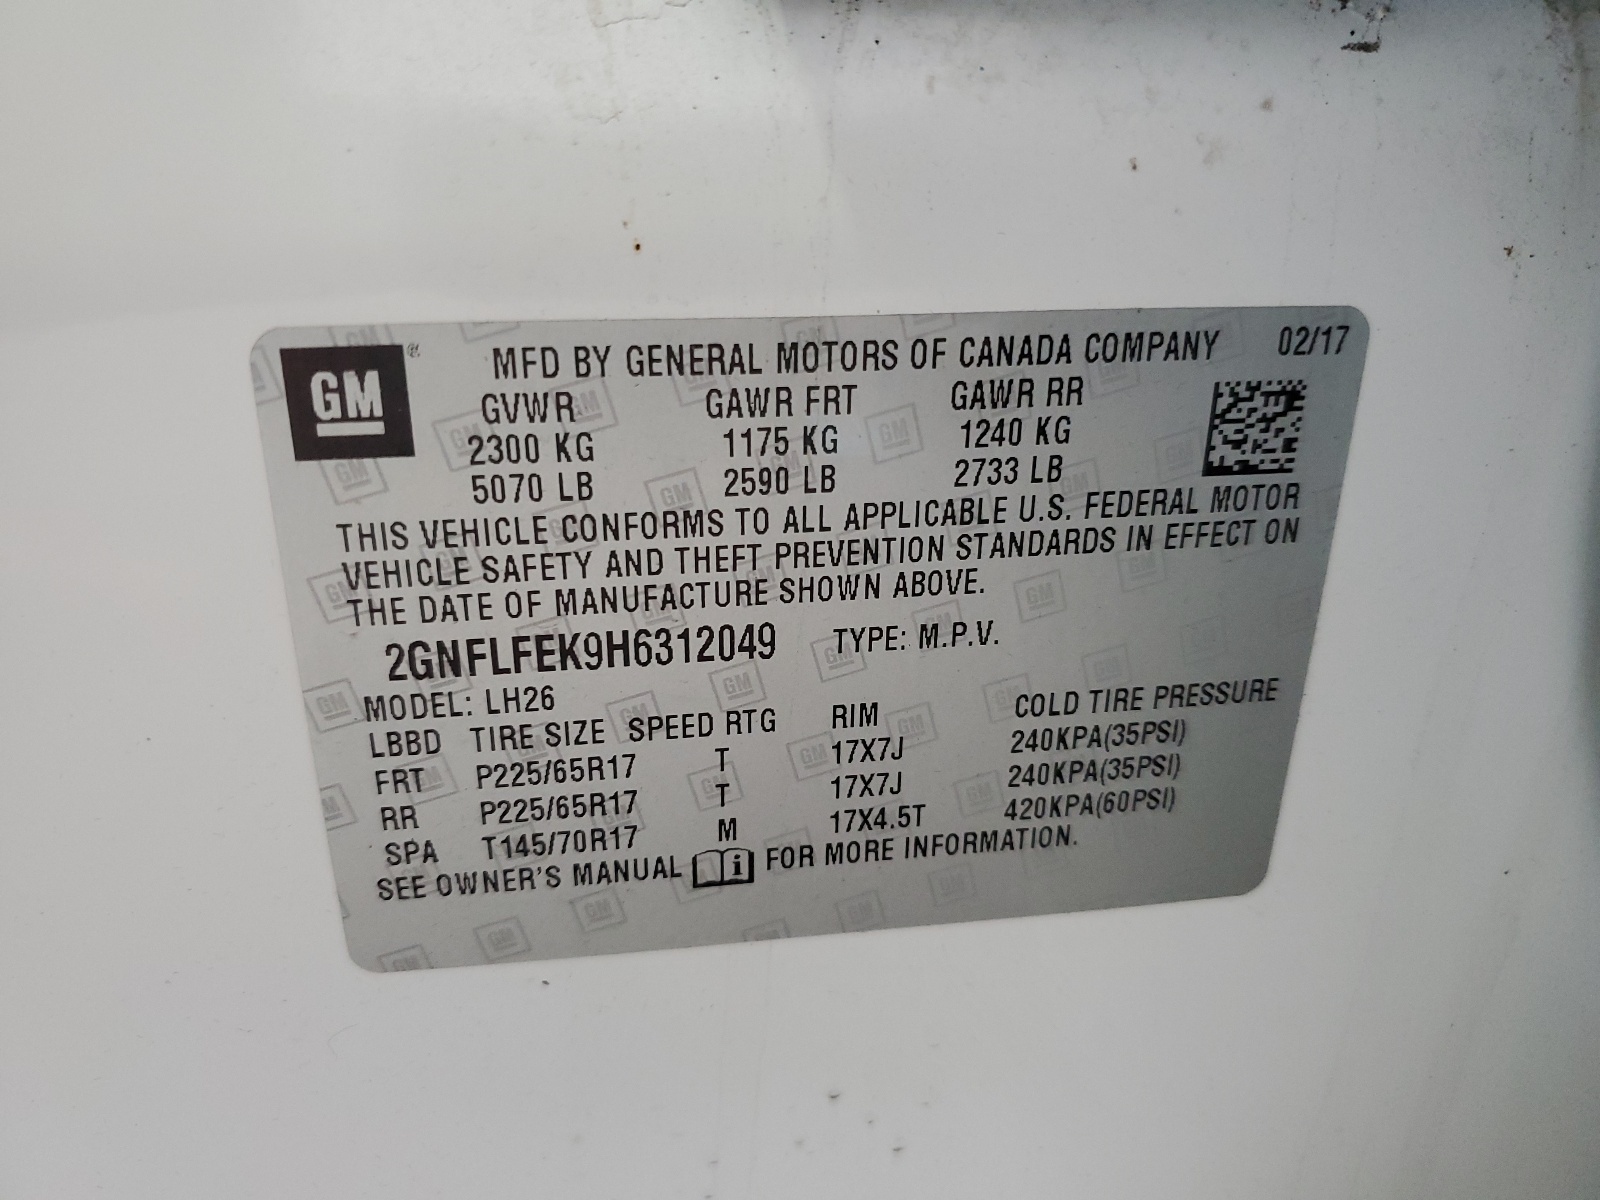 GM ® MFD BY GENERAL MOTORS OF CANADA COMPANY 02/17
GVWR GAWR FRT GAWR RR
2300 KG 1175 KG 1240 KG
5070 LB 2590 LB 2733 LB
THIS VEHICLE CONFORMS TO ALL APPLICABLE U.S. FEDERAL MOTOR
VEHICLE SAFETY AND THEFT PREVENTION STANDARDS IN EFFECT ON
THE DATE OF MANUFACTURE SHOWN ABOVE.
2GNFLFEK9H6312049 TYPE: M.P.V.
MODEL: LH26
LBBD TIRE SIZE SPEED RTG RIM COLD TIRE PRESSURE
FRT P225/65R17 T 17X7J 240KPA(35PSI)
RR P225/65R17 T 17X7J 240KPA(35PSI)
SPA T145/70R17 M 17X4.5T 420KPA(60PSI)
SEE OWNER'S MANUAL i FOR MORE INFORMATION.